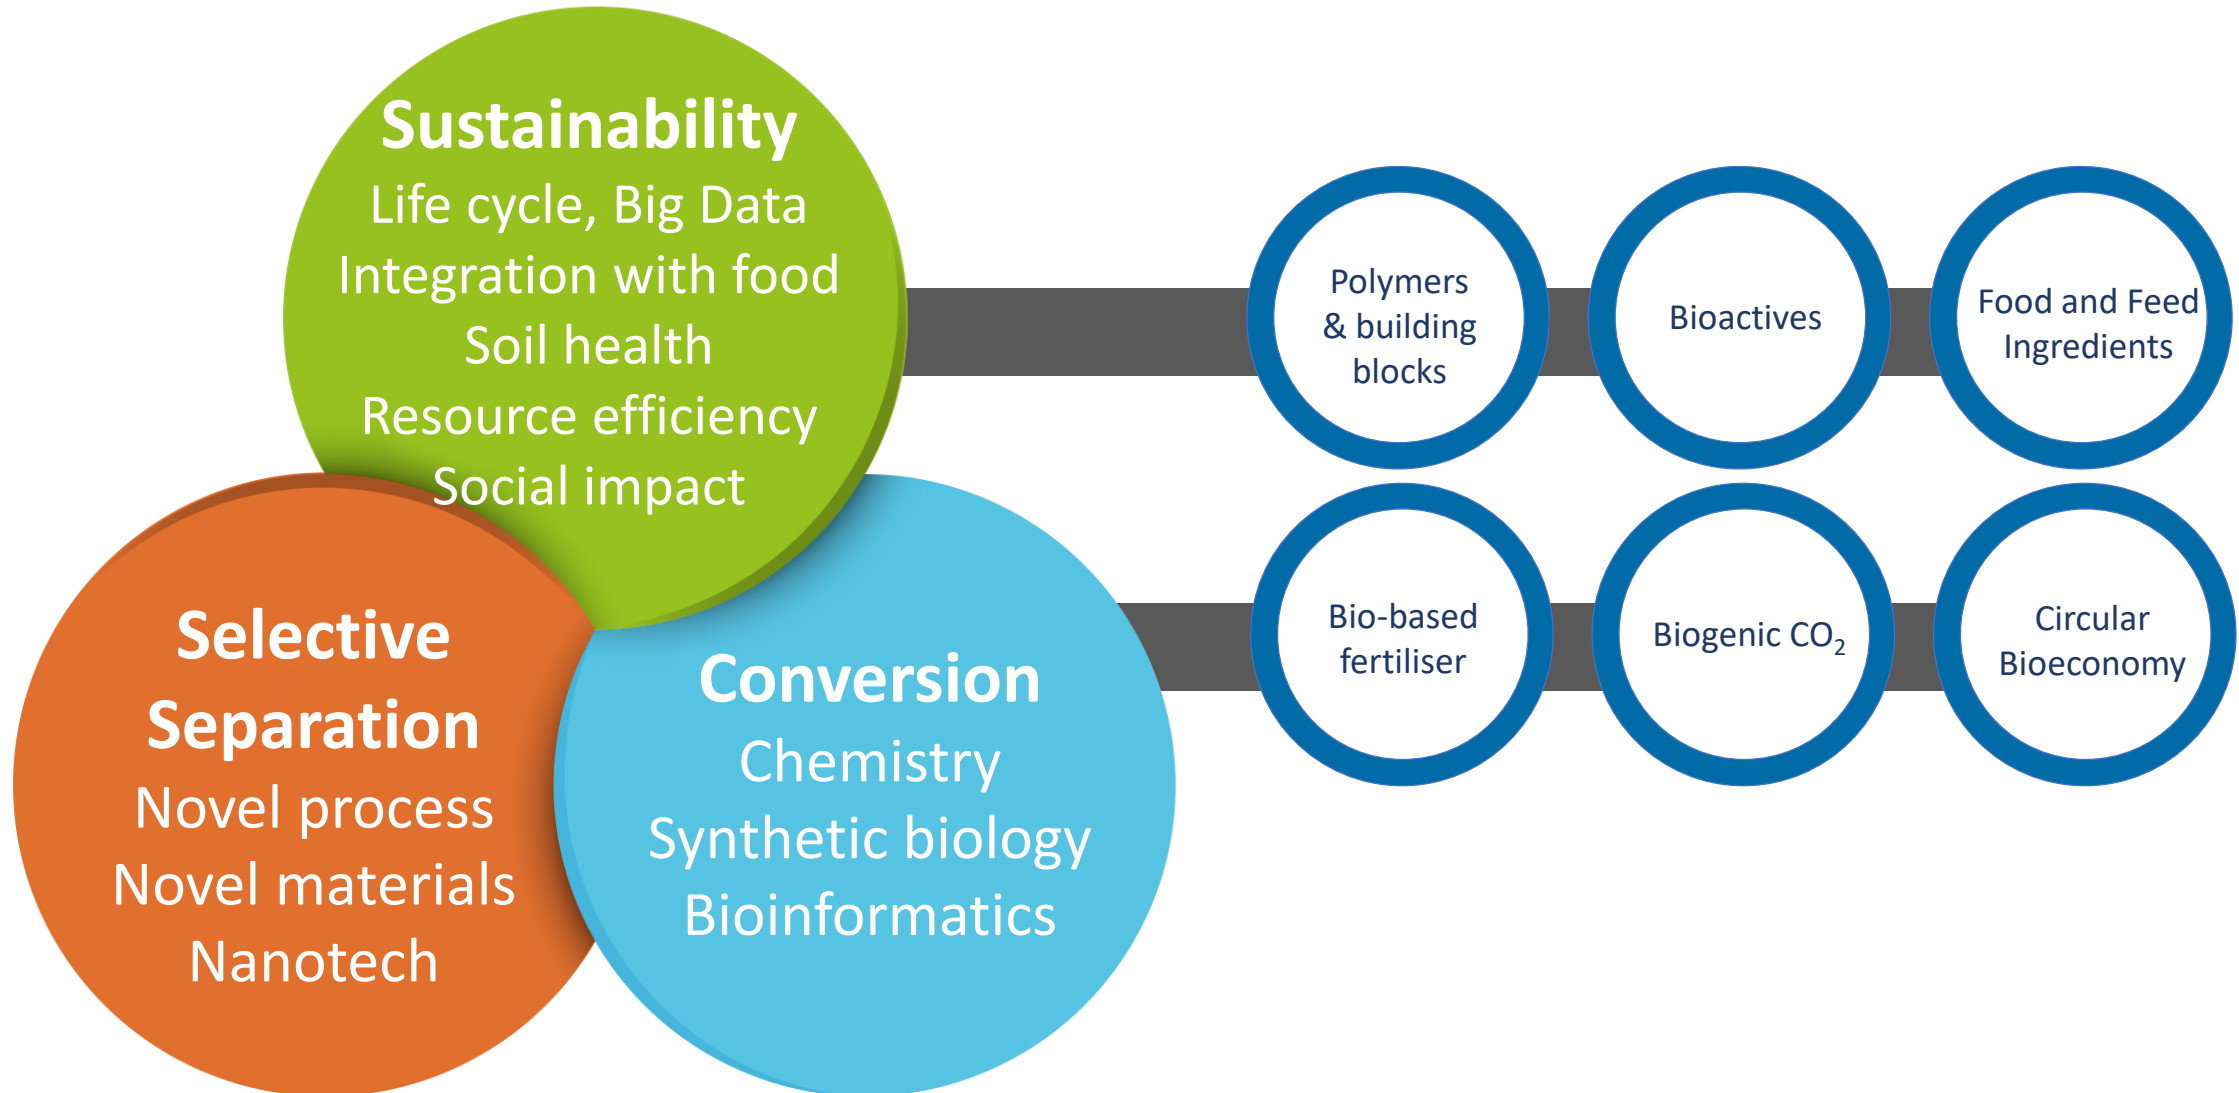 Sustainability
Life cycle, Big Data
Integration with food
Soil health
Resource efficiency
Social impact
Selective
Separation
Novel process
Novel materials
Nanotech
Conversion
Chemistry
Synthetic biology
Bioinformatics
Polymers
& building
blocks
Bioactives
Food and Feed
Ingredients
Bio-based
fertiliser
Biogenic CO₂
Circular
Bioeconomy